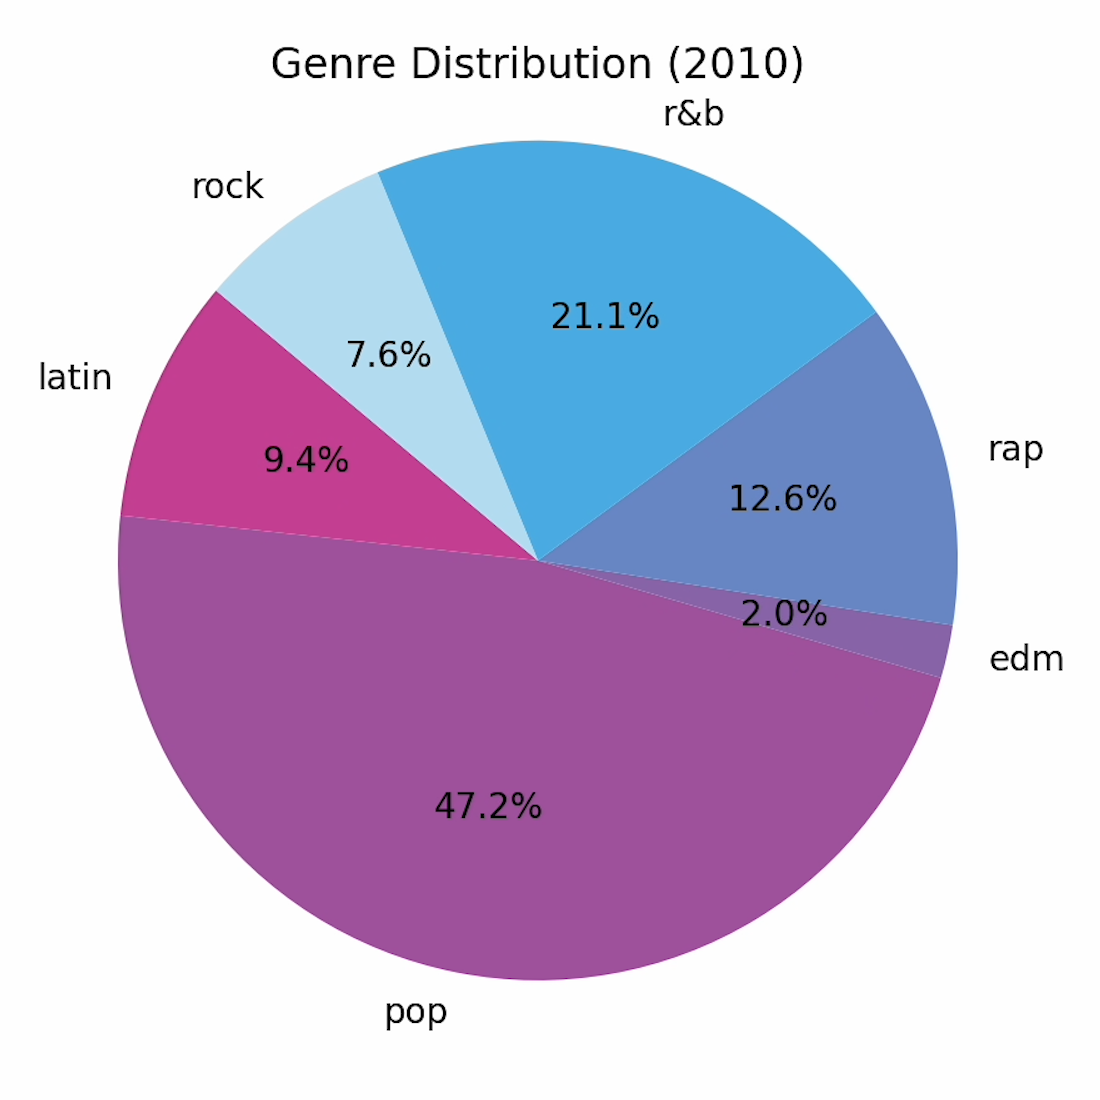 Genre Distribution (2010)
r&b
rock
21.1%
7.6%
latin
rap
9.4%
12.6%
2.0%
edm
47.2%
pop